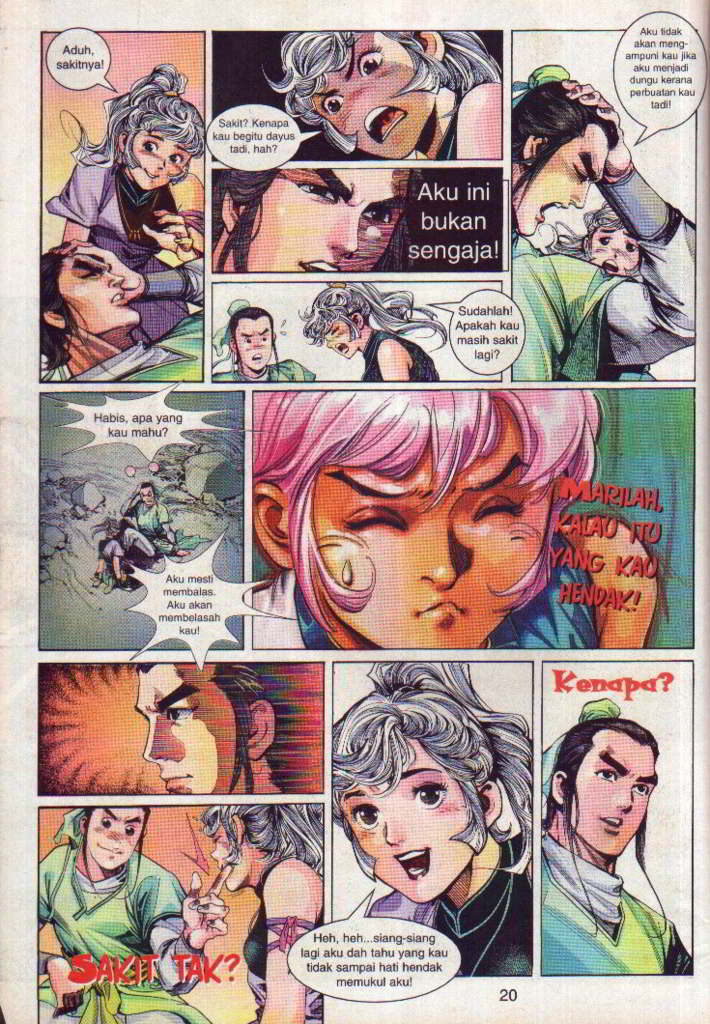 Aduh,
sakitnya!
Sakit? Kenapa
kau begitu dayus
tadi, hah?
Aku ini
bukan
sengaja!
Sudahlah!
Apakah kau
masih sakit
lagi?
Aku tidak
akan meng-
ampuni kau jika
aku menjadi
dungu kerana
perbuatan kau
tadi!
Habis, apa yang
kau mahu?
Aku mesti
membalas.
Aku akan
membelasah
kau!
MARILAH,
KALAU ITU
YANG KAU
HENDAK!
SAKIT TAK?
Heh, heh...siang-siang
lagi aku dah tahu yang kau
tidak sampai hati hendak
memukul aku!
Kenapa?
20